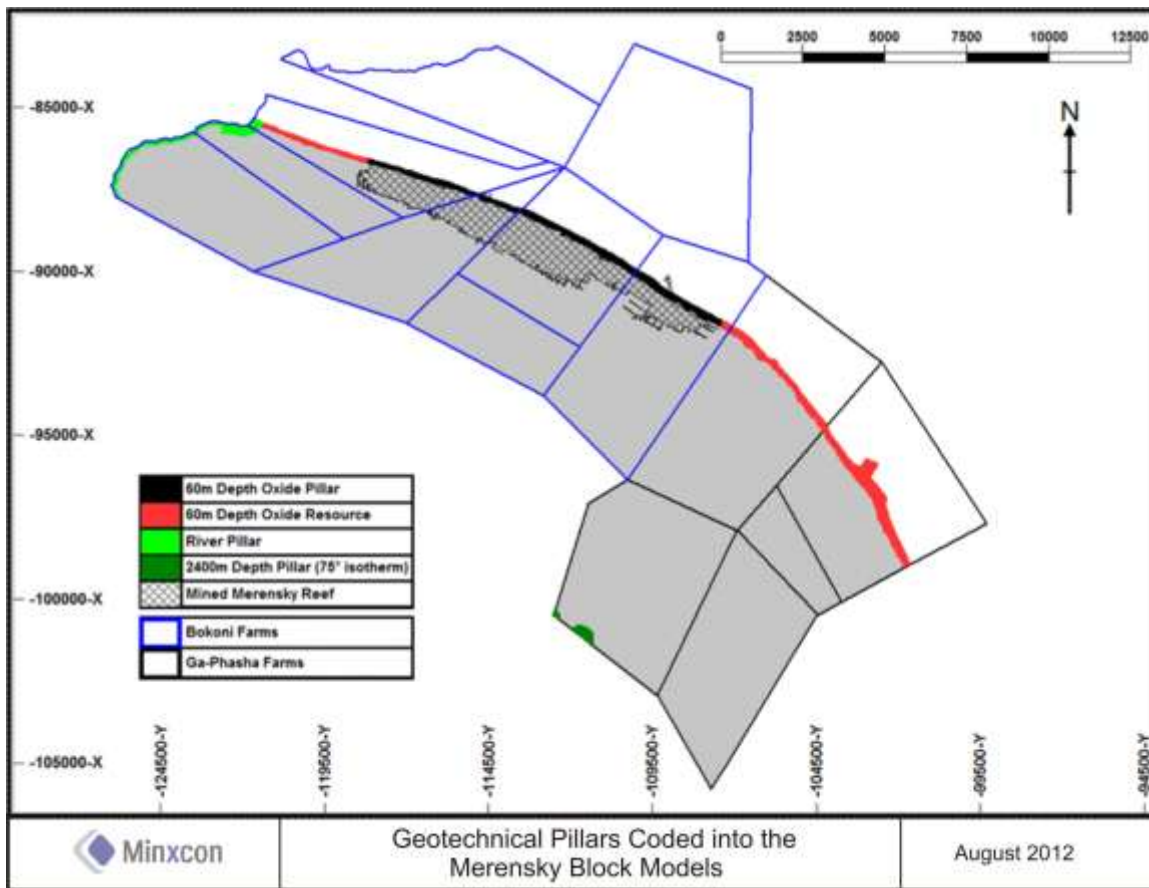 0 2500 5000 7500 10000 12500
N
-85000-X
-90000-X
-95000-X
-100000-X
-105000-X
60m Depth Oxide Pillar
60m Depth Oxide Resource
River Pillar
2400m Depth Pillar (75° isotherm)
Mined Merensky Reef
Bokoni Farms
Ga-Phasha Farms
-124500-Y
-119500-Y
-114500-Y
-109500-Y
-104500-Y
-99500-Y
-94500-Y
Minxcon
Geotechnical Pillars Coded into the
Merensky Block Models
August 2012